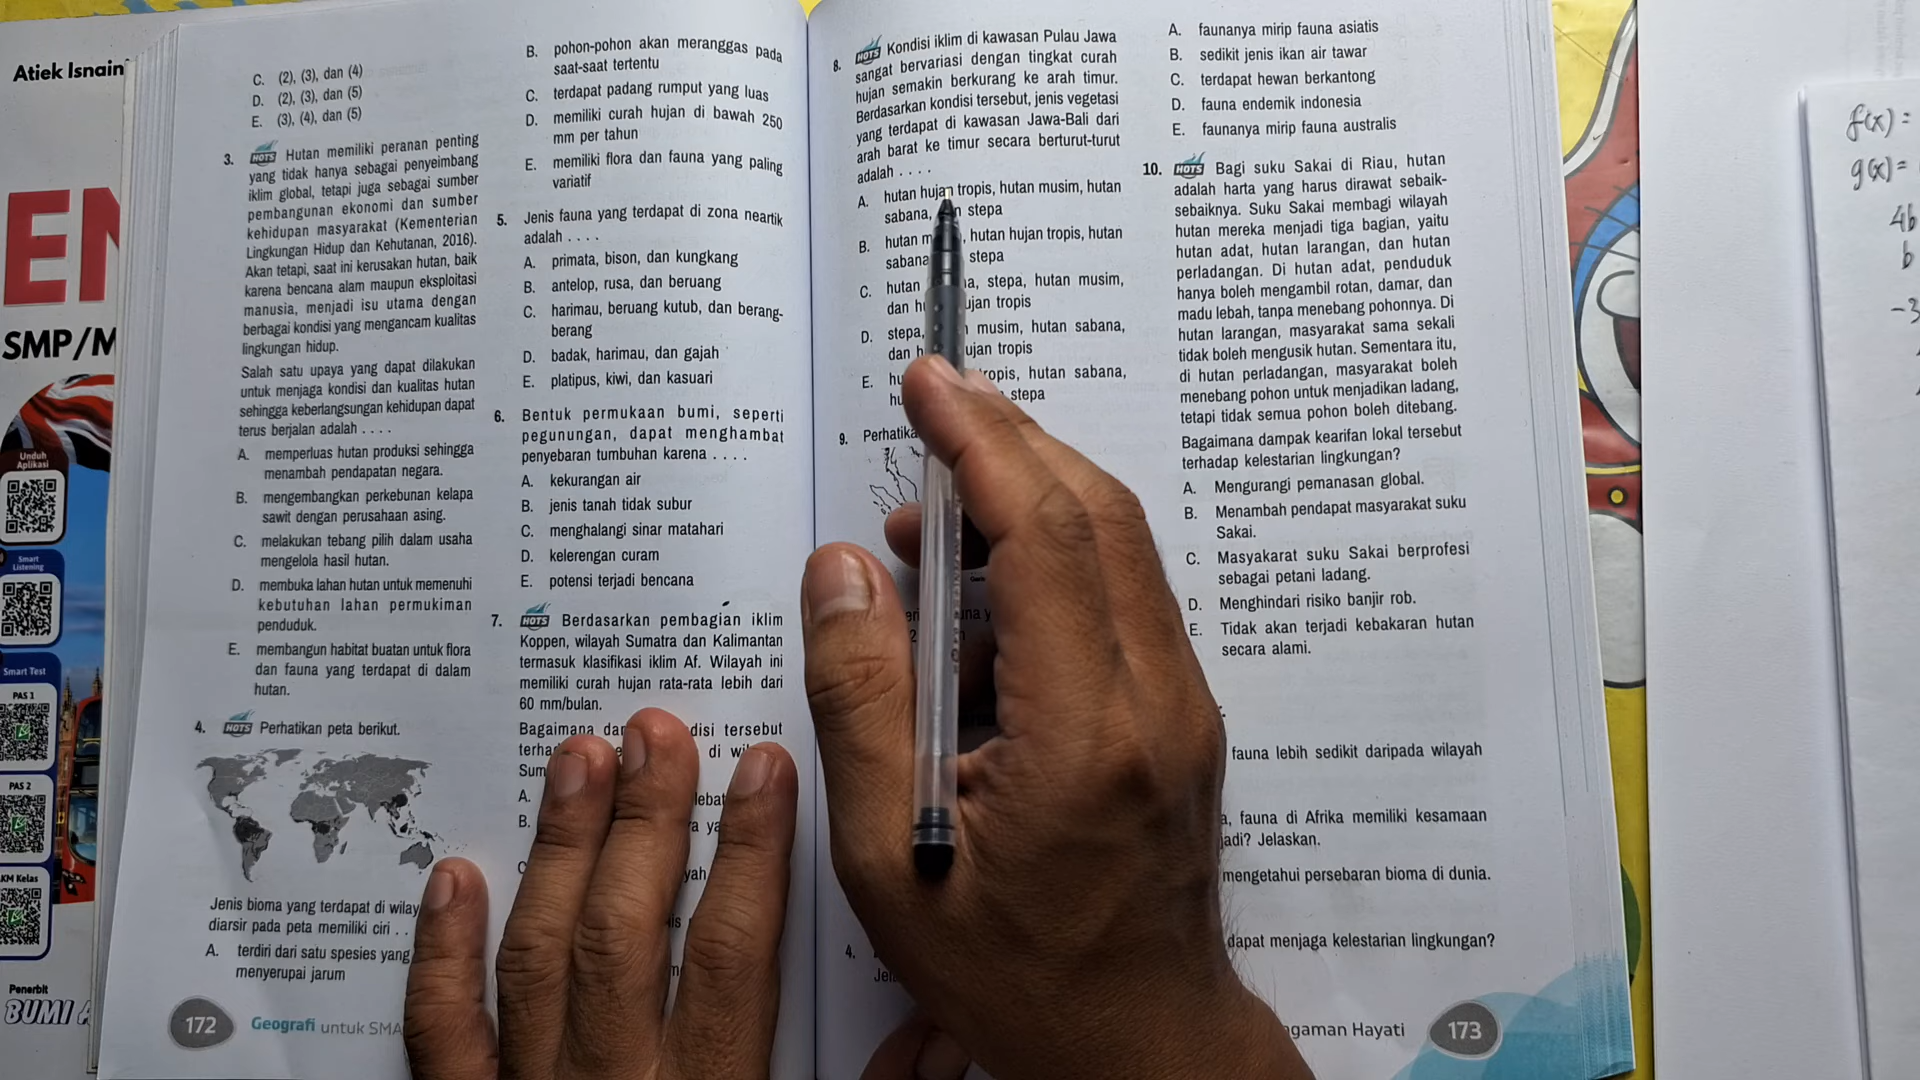 Atiek Isnain
EN
SMP/M
Unduh
Aplikasi
Smart
Listening
Smart Test
PAS 1
PAS 2
KM Kelas
Penerbit
BUMI A
C. (2), (3), dan (4)
D. (2), (3), dan (5)
E. (3), (4), dan (5)
3. HOTS Hutan memiliki peranan penting
yang tidak hanya sebagai penyeimbang
iklim global, tetapi juga sebagai sumber
pembangunan ekonomi dan sumber
kehidupan masyarakat (Kementerian
Lingkungan Hidup dan Kehutanan, 2016).
Akan tetapi, saat ini kerusakan hutan, baik
karena bencana alam maupun eksploitasi
manusia, menjadi isu utama dengan
berbagai kondisi yang mengancam kualitas
lingkungan hidup.
Salah satu upaya yang dapat dilakukan
untuk menjaga kondisi dan kualitas hutan
sehingga keberlangsungan kehidupan dapat
terus berjalan adalah . . . .
A. memperluas hutan produksi sehingga
menambah pendapatan negara.
B. mengembangkan perkebunan kelapa
sawit dengan perusahaan asing.
C. melakukan tebang pilih dalam usaha
mengelola hasil hutan.
D. membuka lahan hutan untuk memenuhi
kebutuhan lahan permukiman
penduduk.
E. membangun habitat buatan untuk flora
dan fauna yang terdapat di dalam
hutan.
4. HOTS Perhatikan peta berikut.
Jenis bioma yang terdapat di wilay
diarsir pada peta memiliki ciri . .
A. terdiri dari satu spesies yang
menyerupai jarum
172 Geografi untuk SMA
B. pohon-pohon akan meranggas pada
saat-saat tertentu
C. terdapat padang rumput yang luas
D. memiliki curah hujan di bawah 250
mm per tahun
E. memiliki flora dan fauna yang paling
variatif
5. Jenis fauna yang terdapat di zona neartik
adalah . . . .
A. primata, bison, dan kungkang
B. antelop, rusa, dan beruang
C. harimau, beruang kutub, dan berang-
berang
D. badak, harimau, dan gajah
E. platipus, kiwi, dan kasuari
6. Bentuk permukaan bumi, seperti
pegunungan, dapat menghambat
penyebaran tumbuhan karena . . . .
A. kekurangan air
B. jenis tanah tidak subur
C. menghalangi sinar matahari
D. kelerengan curam
E. potensi terjadi bencana
7. HOTS Berdasarkan pembagian iklim
Koppen, wilayah Sumatra dan Kalimantan
termasuk klasifikasi iklim Af. Wilayah ini
memiliki curah hujan rata-rata lebih dari
60 mm/bulan.
Bagaimana disi tersebut
di
A. lebat
B.
8. HOTS Kondisi iklim di kawasan Pulau Jawa
sangat bervariasi dengan tingkat curah
hujan semakin berkurang ke arah timur.
Berdasarkan kondisi tersebut, jenis vegetasi
yang terdapat di kawasan Jawa-Bali dari
arah barat ke timur secara berturut-turut
adalah . . . .
A. hutan hujan tropis, hutan musim, hutan
sabana, stepa
B. hutan , hutan hujan tropis, hutan
sabana stepa
C. hutan stepa, hutan musim,
dan ujan tropis
D. stepa, musim, hutan sabana,
dan ujan tropis
E. tropis, hutan sabana,
stepa
9. Perhatika
4.
A. faunanya mirip fauna asiatis
B. sedikit jenis ikan air tawar
C. terdapat hewan berkantong
D. fauna endemik indonesia
E. faunanya mirip fauna australis
10. HOTS Bagi suku Sakai di Riau, hutan
adalah harta yang harus dirawat sebaik-
sebaiknya. Suku Sakai membagi wilayah
hutan mereka menjadi tiga bagian, yaitu
hutan adat, hutan larangan, dan hutan
perladangan. Di hutan adat, penduduk
hanya boleh mengambil rotan, damar, dan
madu lebah, tanpa menebang pohonnya. Di
hutan larangan, masyarakat sama sekali
tidak boleh mengusik hutan. Sementara itu,
di hutan perladangan, masyarakat boleh
menebang pohon untuk menjadikan ladang,
tetapi tidak semua pohon boleh ditebang.
Bagaimana dampak kearifan lokal tersebut
terhadap kelestarian lingkungan?
A. Mengurangi pemanasan global.
B. Menambah pendapat masyarakat suku
Sakai.
C. Masyakarat suku Sakai berprofesi
sebagai petani ladang.
D. Menghindari risiko banjir rob.
E. Tidak akan terjadi kebakaran hutan
secara alami.
fauna lebih sedikit daripada wilayah
a, fauna di Afrika memiliki kesamaan
jadi? Jelaskan.
mengetahui persebaran bioma di dunia.
dapat menjaga kelestarian lingkungan?
agaman Hayati 173
f(x) =
g(x) =
4b
b
-3